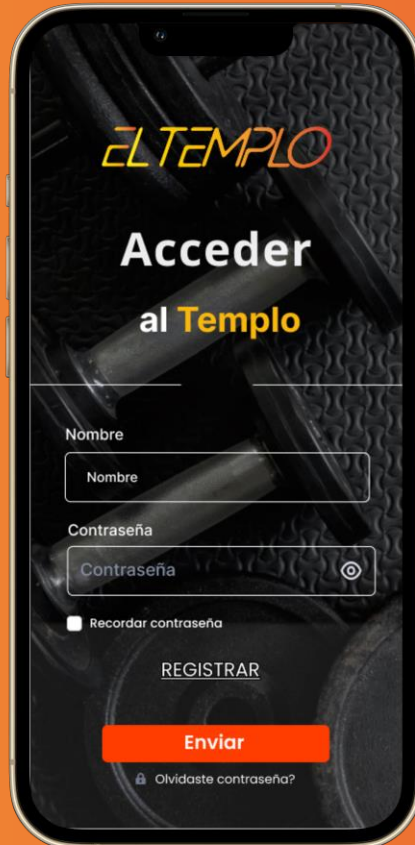 ELTEMPLO
Acceder
al Templo
Nombre
Nombre
Contraseña
Contraseña
Recordar contraseña
REGISTRAR
Enviar
Olvidaste contraseña?